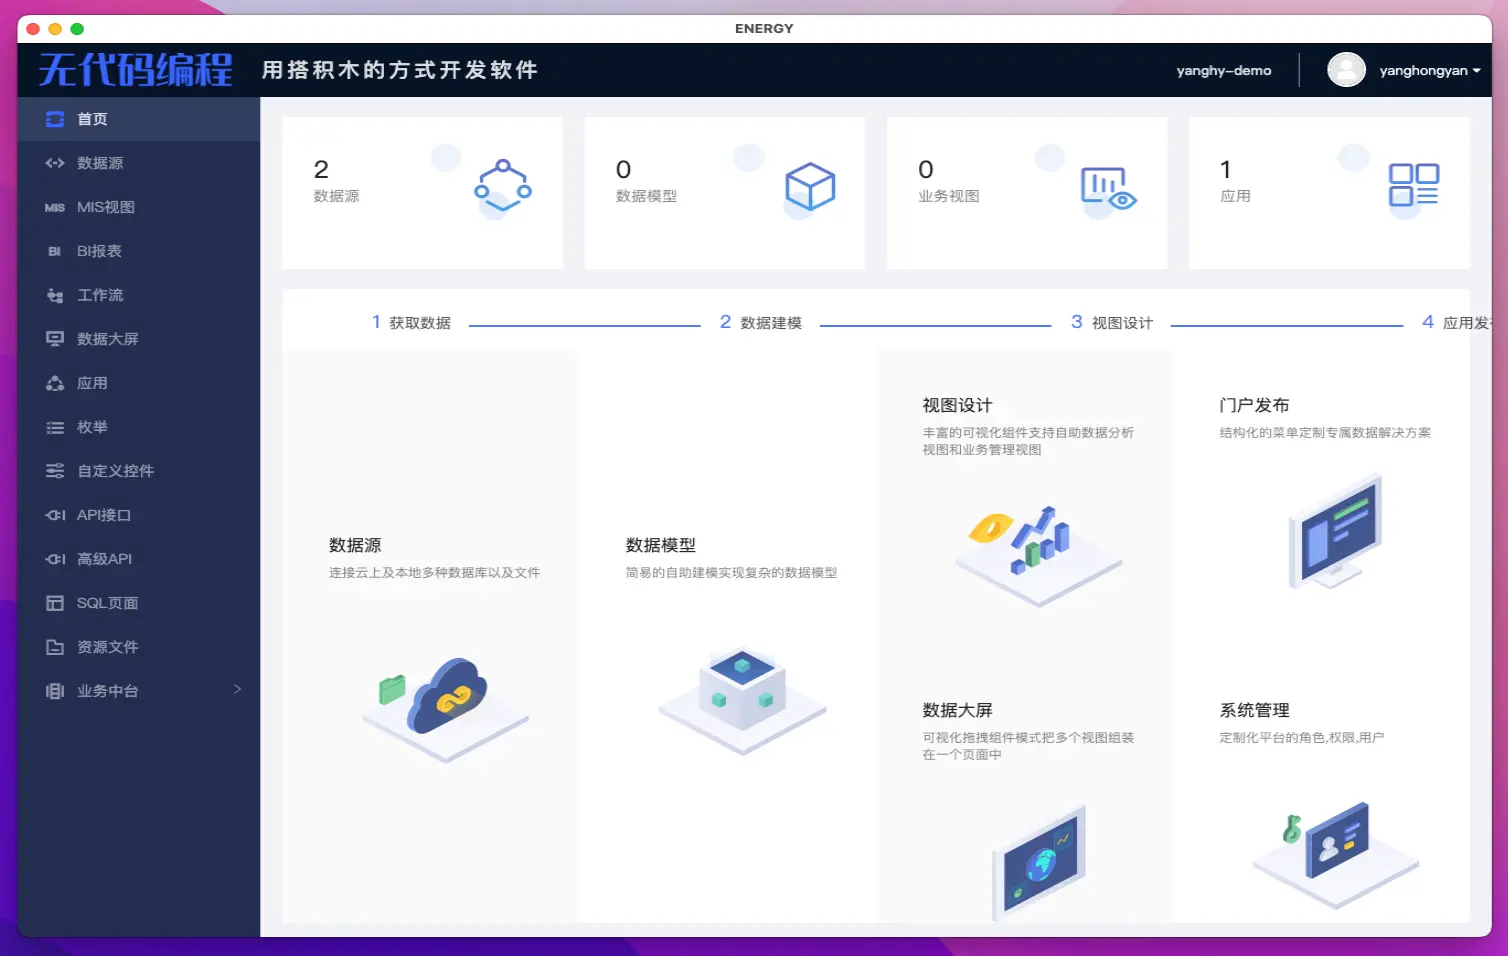 ENERGY
无代码编程
用搭积木的方式开发软件
yanghy-demo
yanghongyan
首页
数据源
MIS MIS视图
BI BI报表
工作流
数据大屏
应用
枚举
自定义控件
API接口
高级API
SQL页面
资源文件
业务中台
2
数据源
0
数据模型
0
业务视图
1
应用
1 获取数据
2 数据建模
3 视图设计
4 应用发布
数据源
连接云上及本地多种数据库以及文件
数据模型
简易的自助建模实现复杂的数据模型
视图设计
丰富的可视化组件支持自助数据分析
视图和业务管理视图
数据大屏
可视化拖拽组件模式把多个视图组装
在一个页面中
门户发布
结构化的菜单定制专属数据解决方案
系统管理
定制化平台的角色,权限,用户